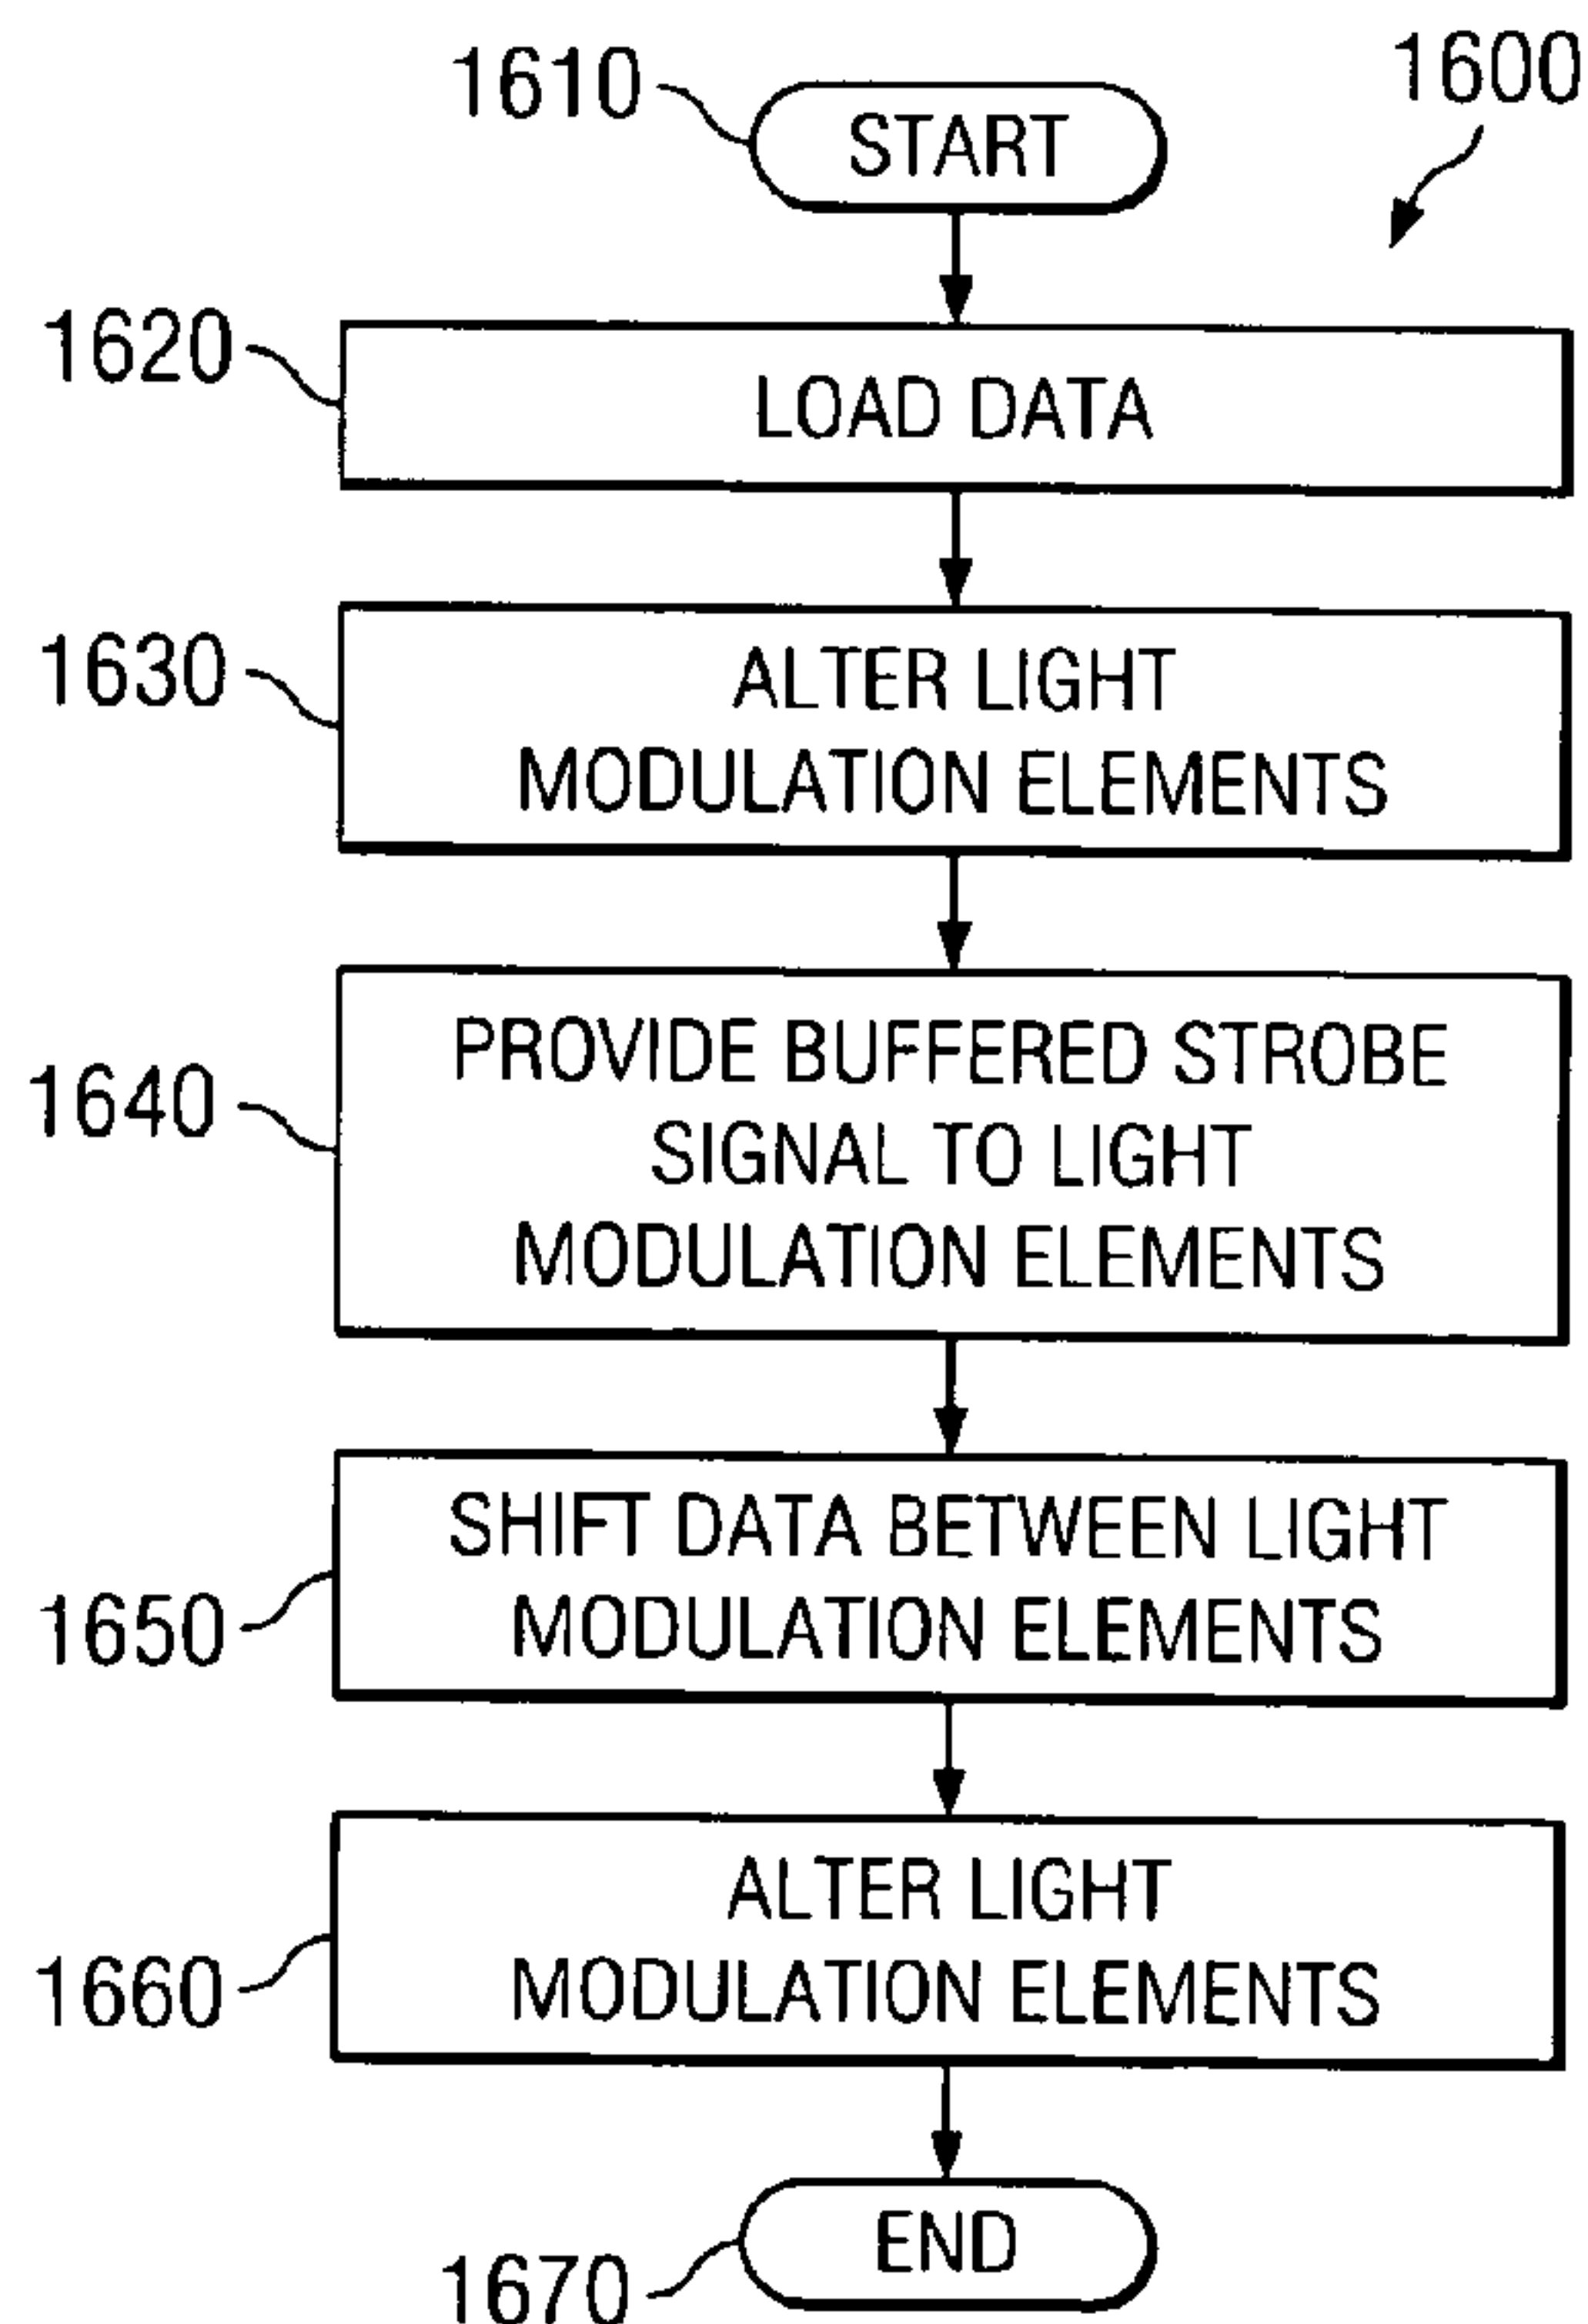 1610
START
1600
1620
LOAD DATA
1630
ALTER LIGHT
MODULATION ELEMENTS
1640
PROVIDE BUFFERED STROBE
SIGNAL TO LIGHT
MODULATION ELEMENTS
1650
SHIFT DATA BETWEEN LIGHT
MODULATION ELEMENTS
1660
ALTER LIGHT
MODULATION ELEMENTS
1670
END